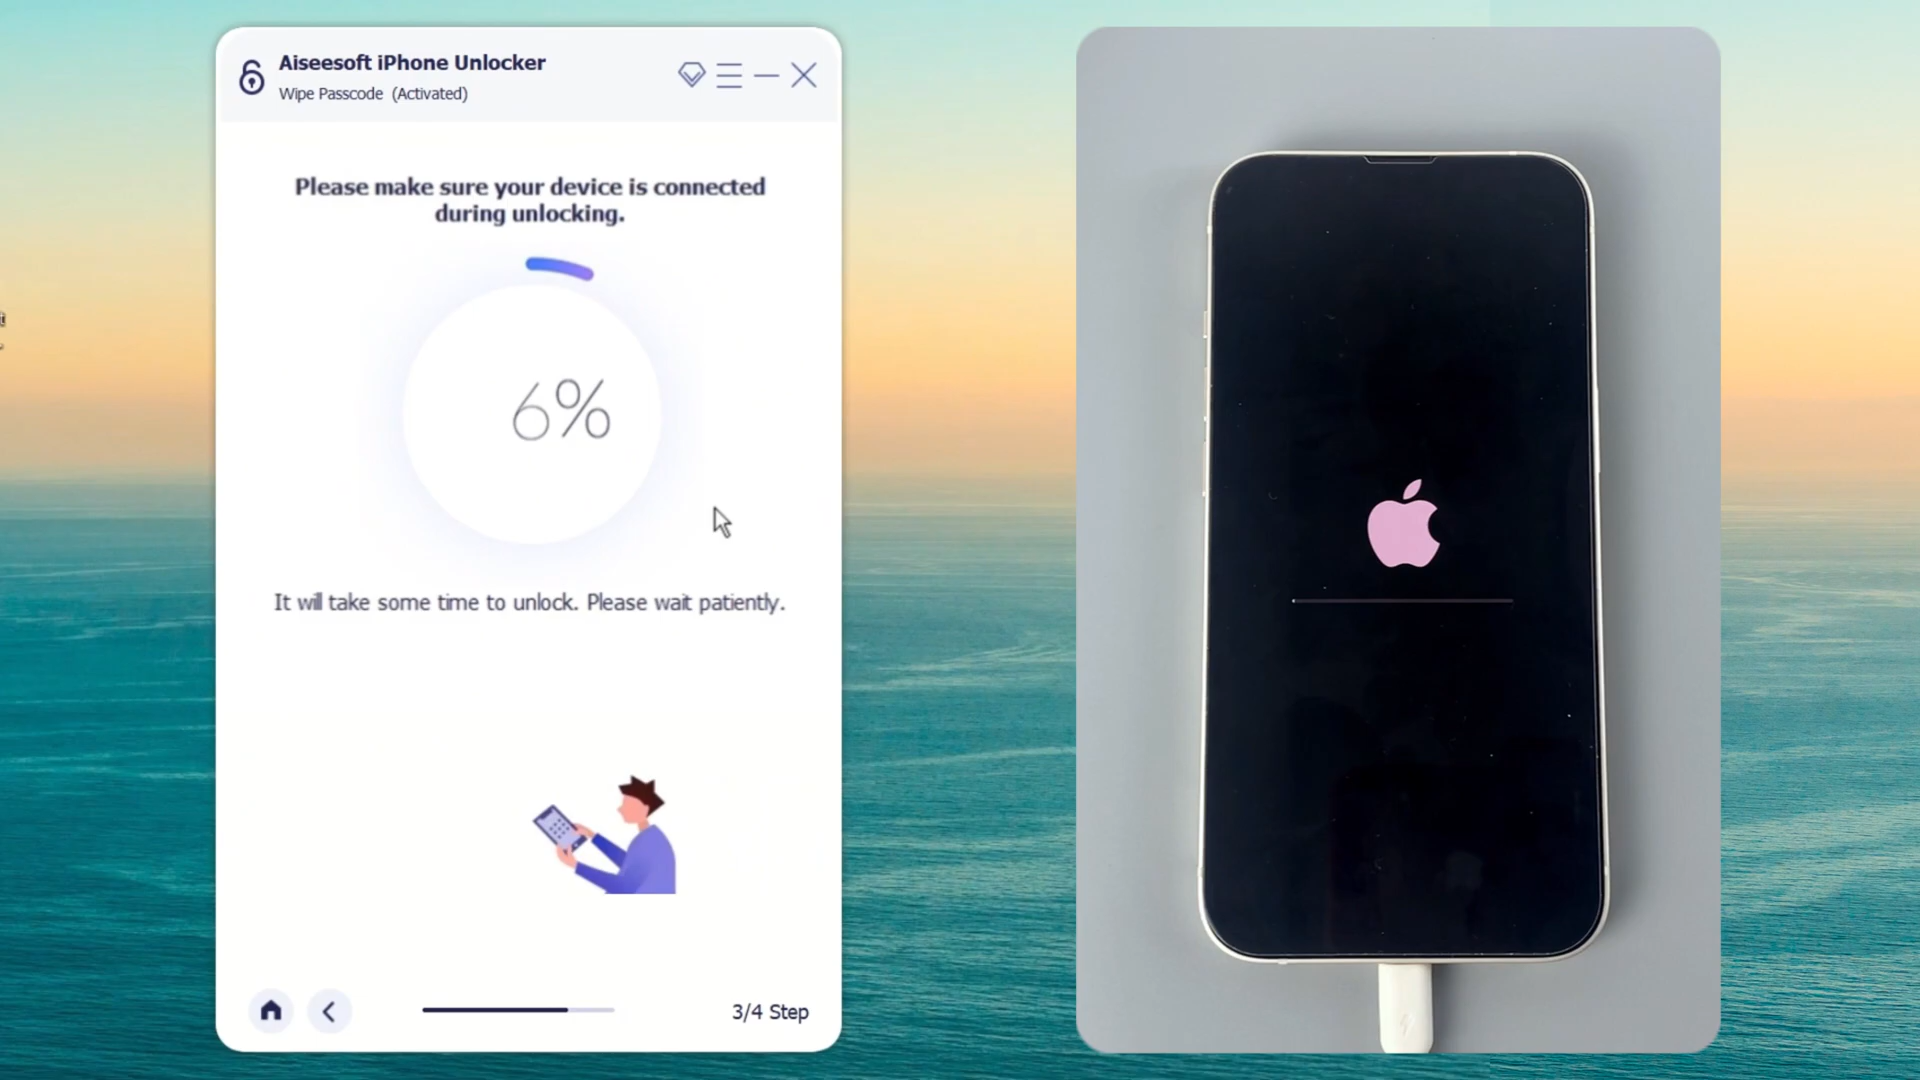 Aiseesoft iPhone Unlocker
Wipe Passcode (Activated)
Please make sure your device is connected
during unlocking.
6%
It will take some time to unlock. Please wait patiently.
3/4 Step